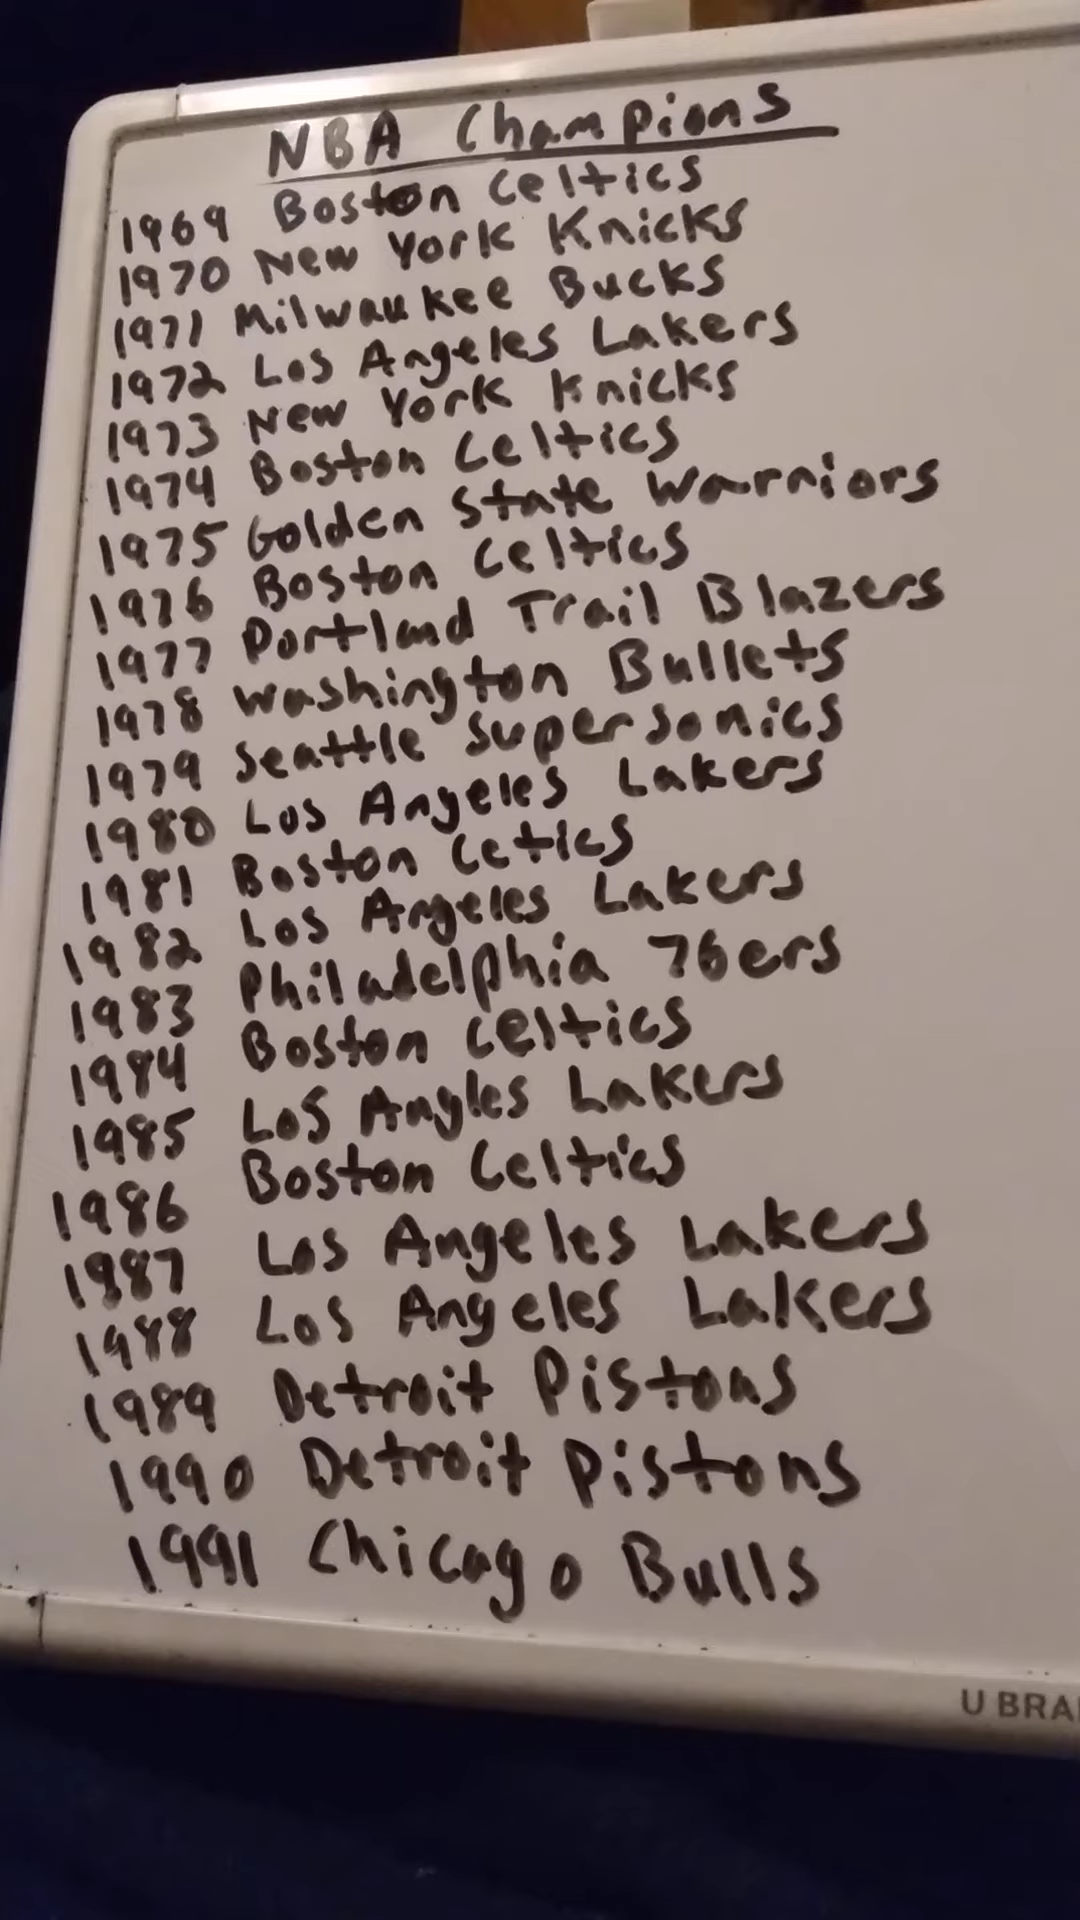 NBA Champions
1969 Boston Celtics
1970 New York Knicks
1971 Milwaukee Bucks
1972 Los Angeles Lakers
1973 New York Knicks
1974 Boston Celtics
1975 Golden State Warriors
1976 Boston Celtics
1977 Portland Trail Blazers
1978 Washington Bullets
1979 Seattle Supersonics
1980 Los Angeles Lakers
1981 Boston Cetics
1982 Los Angeles Lakers
1983 Philadelphia 76ers
1984 Boston Celtics
1985 Los Angles Lakers
1986 Boston Celtics
1987 Los Angeles Lakers
1988 Los Angeles Lakers
1989 Detroit Pistons
1990 Detroit Pistons
1991 Chicago Bulls
U BRA